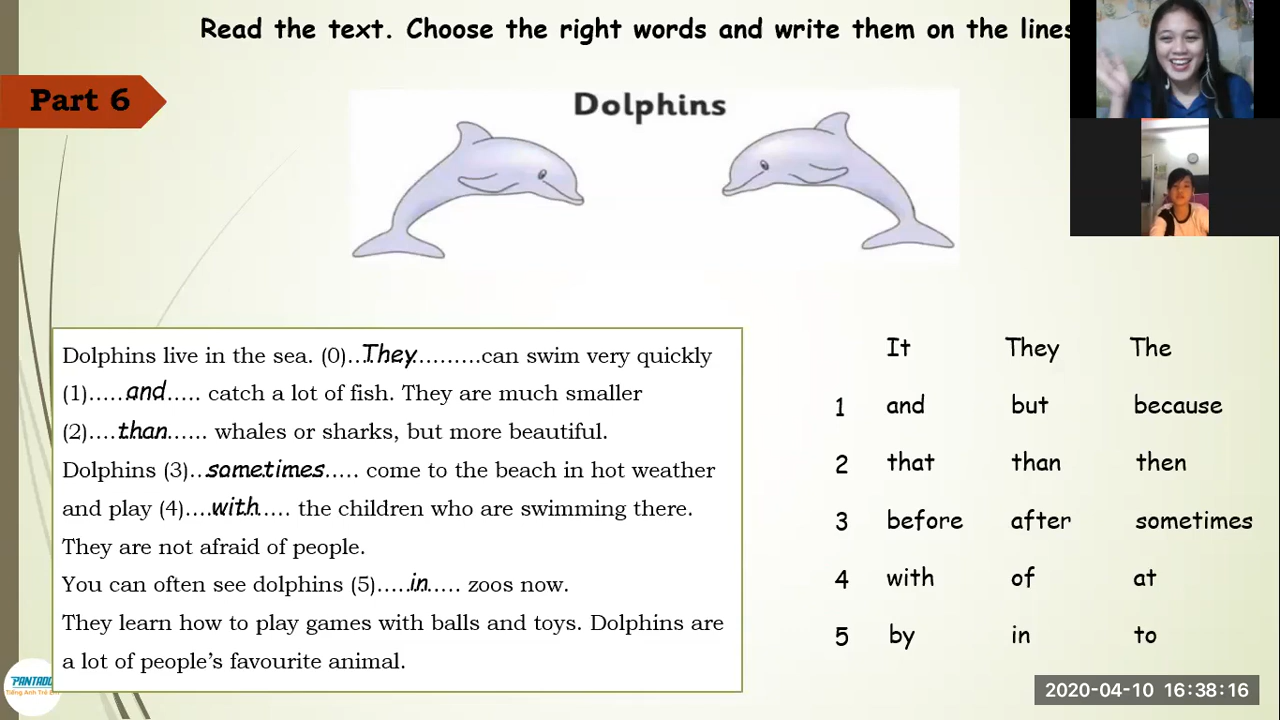 Read the text. Choose the right words and write them on the lines
Part 6
Dolphins
Dolphins live in the sea. (0)...They..........can swim very quickly
(1).....and..... catch a lot of fish. They are much smaller
(2)....than...... whales or sharks, but more beautiful.
Dolphins (3)...sometimes..... come to the beach in hot weather
and play (4)....with..... the children who are swimming there.
They are not afraid of people.
You can often see dolphins (5).....in..... zoos now.
They learn how to play games with balls and toys. Dolphins are
a lot of people's favourite animal.
It They The
1 and but because
2 that than then
3 before after sometimes
4 with of at
5 by in to
PANTADO
Tiếng Anh Trẻ Em
2020-04-10 16:38:16